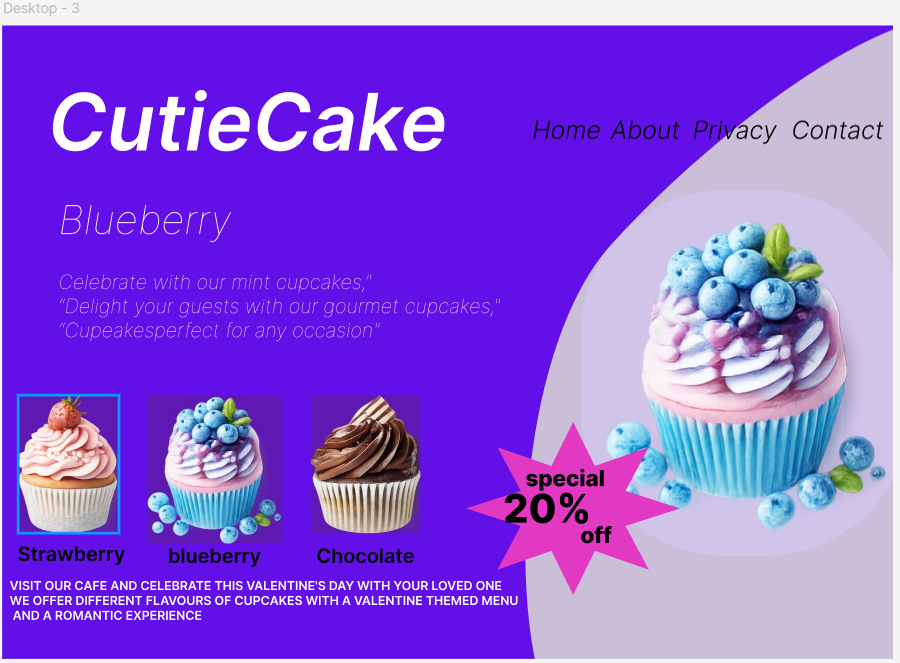 Desktop - 3
CutieCake
Home About Privacy Contact
Blueberry
Celebrate with our mint cupcakes,"
“Delight your guests with our gourmet cupcakes,"
“Cupeakesperfect for any occasion"
special
20%
off
Strawberry blueberry Chocolate
VISIT OUR CAFE AND CELEBRATE THIS VALENTINE'S DAY WITH YOUR LOVED ONE
WE OFFER DIFFERENT FLAVOURS OF CUPCAKES WITH A VALENTINE THEMED MENU
AND A ROMANTIC EXPERIENCE